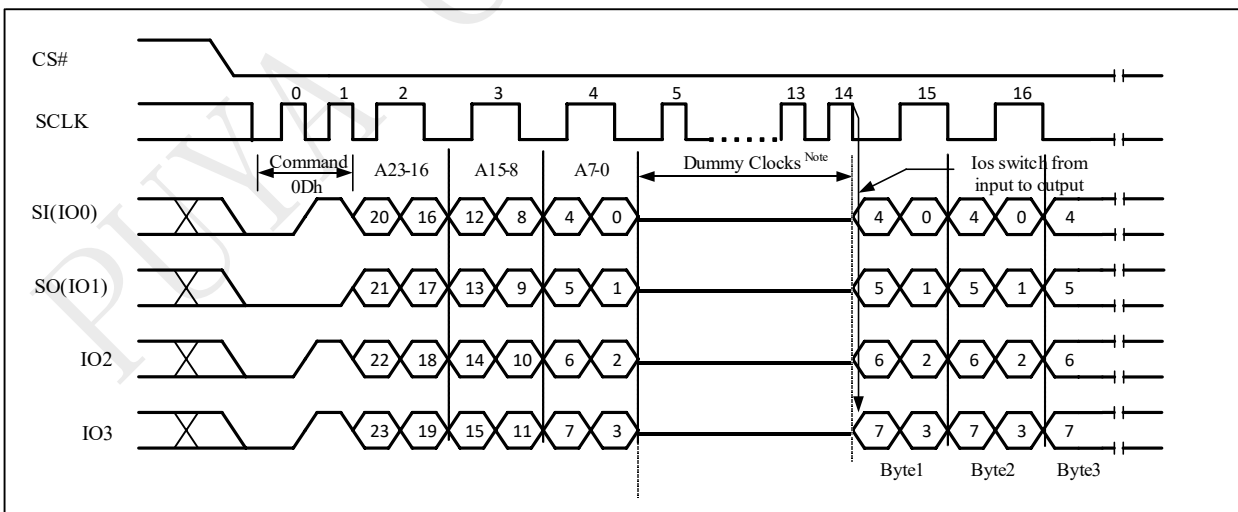 PUYA
CS#
0 1 2 3 4 5 13 14 15 16
SCLK
Command
0Dh
A23-16 A15-8 A7-0
Dummy Clocks Note
Ios switch from
input to output
SI(IO0) 20 16 12 8 4 0 4 0 4 0 4
SO(IO1) 21 17 13 9 5 1 5 1 5 1 5
IO2 22 18 14 10 6 2 6 2 6 2 6
IO3 23 19 15 11 7 3 7 3 7 3 7
Byte1 Byte2 Byte3